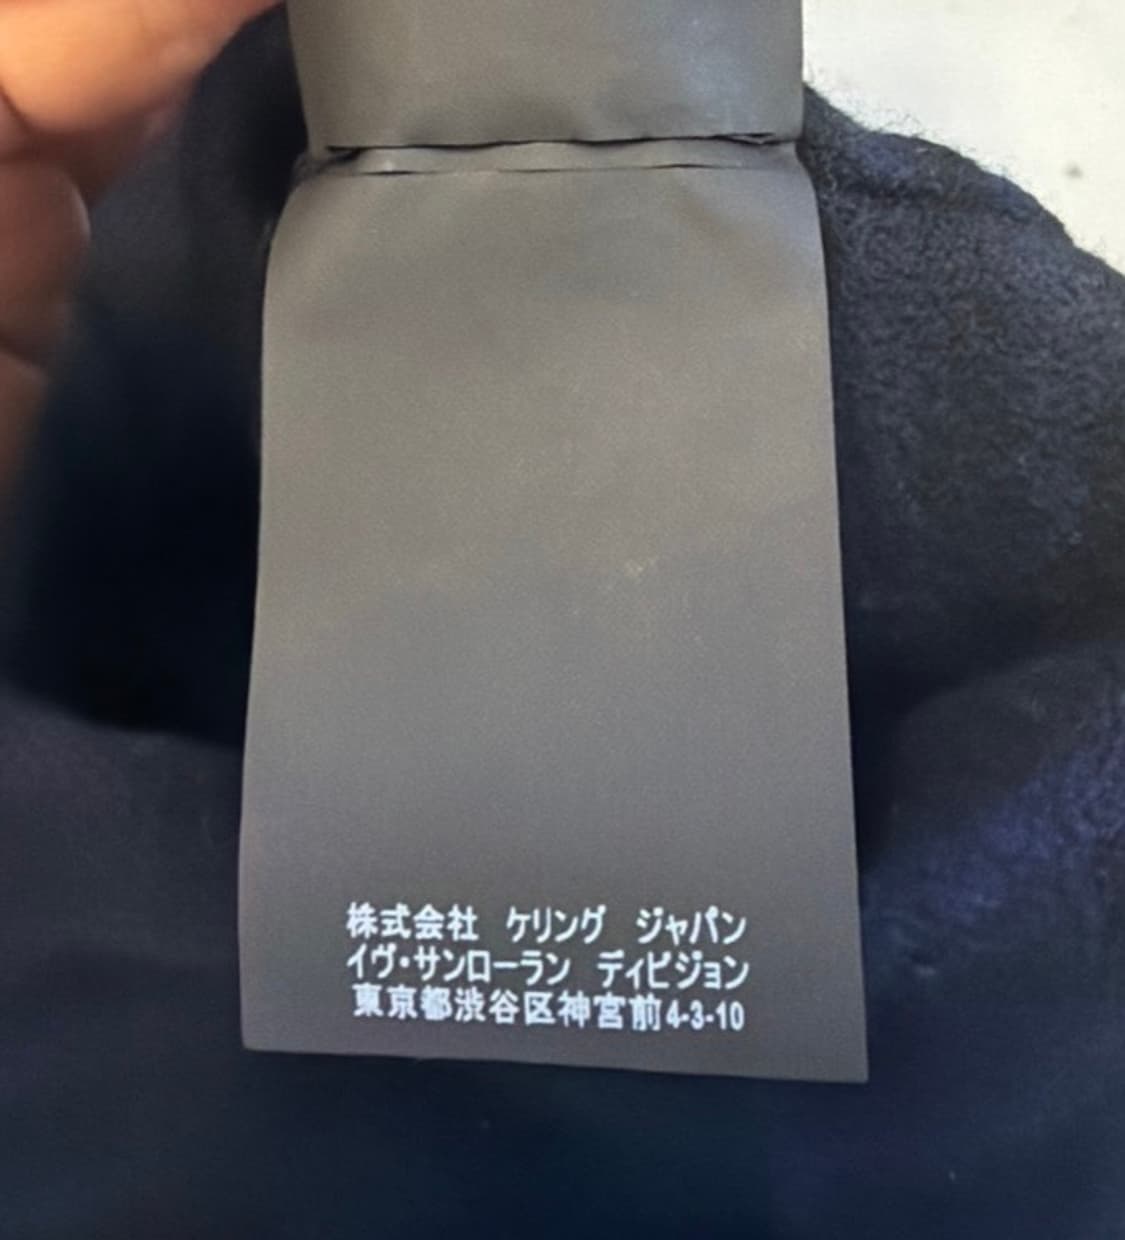 株式会社 ケリング ジャパン
イヴ・サンローラン ディビジョン
東京都渋谷区神宮前4-3-10